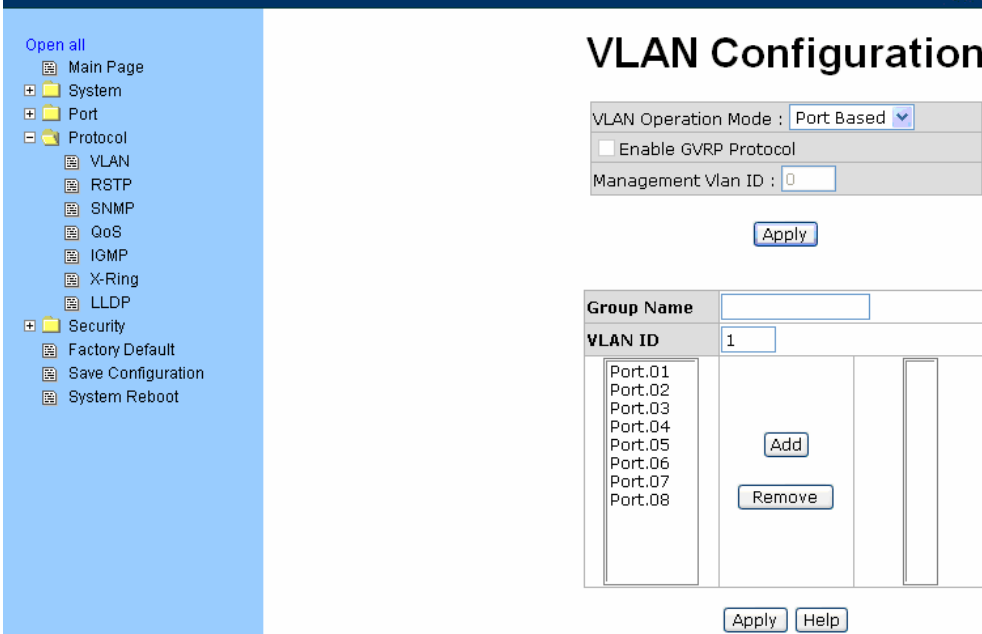 Open all
Main Page
System
Port
Protocol
VLAN
RSTP
SNMP
QoS
IGMP
X-Ring
LLDP
Security
Factory Default
Save Configuration
System Reboot
VLAN Configuration
VLAN Operation Mode : Port Based
Enable GVRP Protocol
Management Vlan ID : 0
Apply
Group Name
VLAN ID 1
Port.01
Port.02
Port.03
Port.04
Port.05
Port.06
Port.07
Port.08
Add
Remove
Apply Help